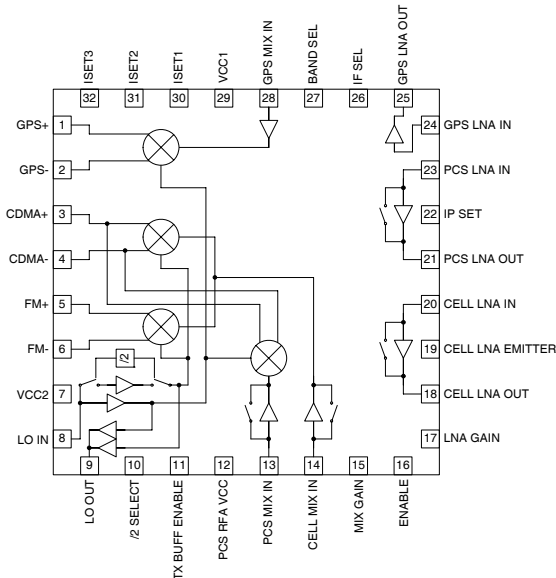 ISET3
ISET2
ISET1
VCC1
GPS MIX IN
BAND SEL
IF SEL
GPS LNA OUT
32
31
30
29
28
27
26
25
GPS+ 1
24 GPS LNA IN
GPS- 2
23 PCS LNA IN
CDMA+ 3
22 IP SET
CDMA- 4
21 PCS LNA OUT
FM+ 5
20 CELL LNA IN
FM- 6
19 CELL LNA EMITTER
/2
VCC2 7
18 CELL LNA OUT
LO IN 8
17 LNA GAIN
9
10
11
12
13
14
15
16
LO OUT
/2 SELECT
TX BUFF ENABLE
PCS RFA VCC
PCS MIX IN
CELL MIX IN
MIX GAIN
ENABLE